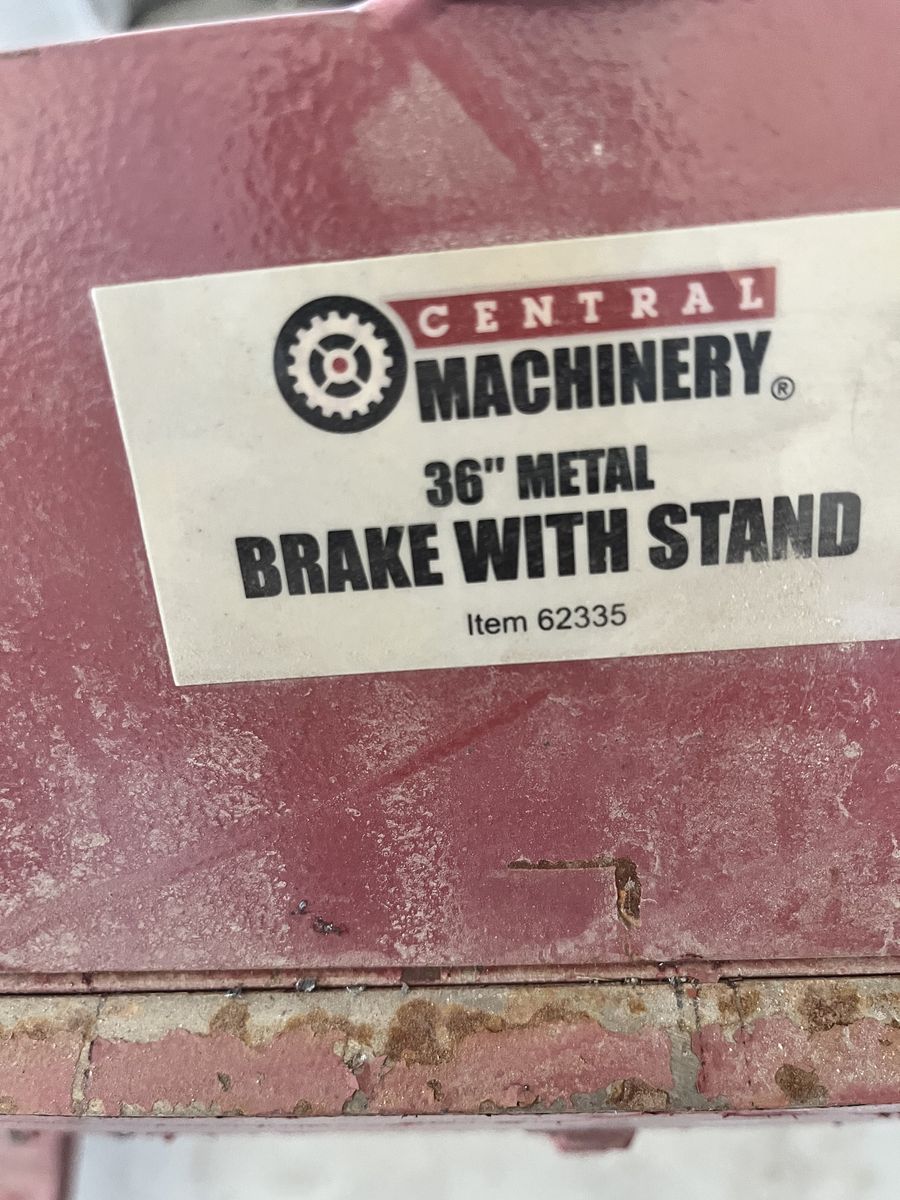 CENTRAL
MACHINERY®
36" METAL
BRAKE WITH STAND
Item 62335